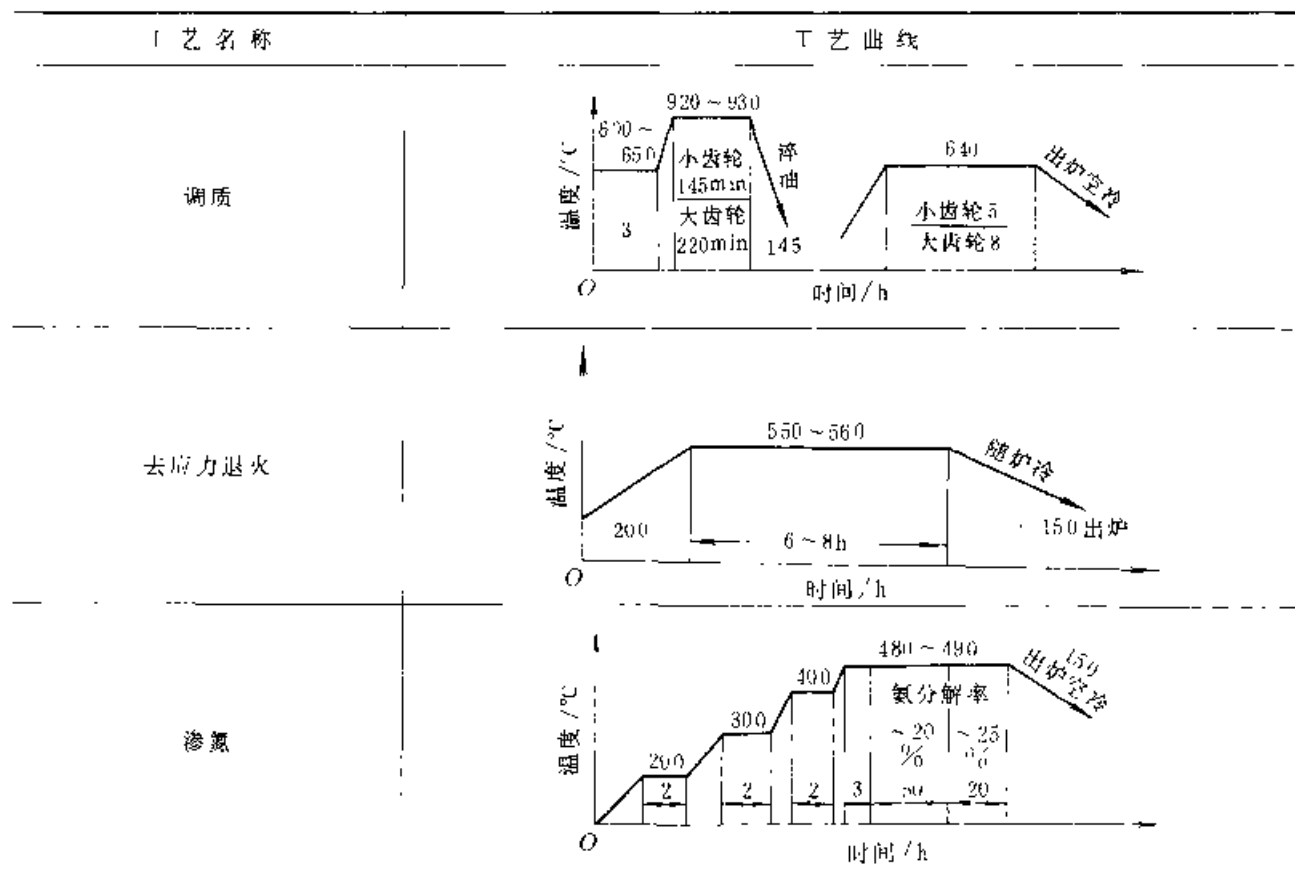 工艺名称
工艺曲线
调质
温度/℃
600~
650
920~930
3
小齿轮
145min
大齿轮
220min
淬油
145
640
小齿轮5
大齿轮8
出炉空冷
O
时间/h
去应力退火
温度/℃
200
550~560
6~8h
随炉冷
150出炉
O
时间/h
渗氮
温度/℃
200
300
400
480~490
氨分解率
~20
%
~25
%
2
2
2
3
20
150
出炉空冷
O
时间/h